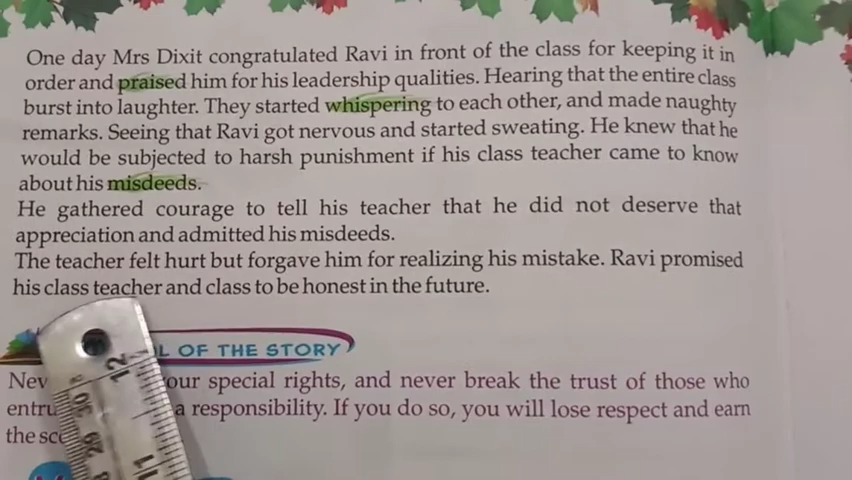 One day Mrs Dixit congratulated Ravi in front of the class for keeping it in
order and praised him for his leadership qualities. Hearing that the entire class
burst into laughter. They started whispering to each other, and made naughty
remarks. Seeing that Ravi got nervous and started sweating. He knew that he
would be subjected to harsh punishment if his class teacher came to know
about his misdeeds.
He gathered courage to tell his teacher that he did not deserve that
appreciation and admitted his misdeeds.
The teacher felt hurt but forgave him for realizing his mistake. Ravi promised
his class teacher and class to be honest in the future.
OF THE STORY
special rights, and never break the trust of those who
a responsibility. If you do so, you will lose respect and earn
the
12
30
29
11